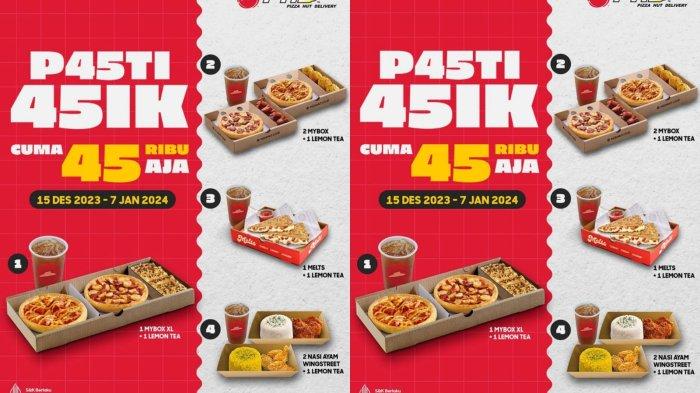 P45TI
45IK
CUMA 45 RIBU AJA
15 DES 2023 - 7 JAN 2024
1
1 MYBOX XL
+ 1 LEMON TEA
S&K Berlaku
PIZZA HUT DELIVERY
2
2 MYBOX
+ 1 LEMON TEA
3
Melts
1 MELTS
+ 1 LEMON TEA
4
2 NASI AYAM
WINGSTREET
+ 1 LEMON TEA
P45TI
45IK
CUMA 45 RIBU AJA
15 DES 2023 - 7 JAN 2024
1
1 MYBOX XL
+ 1 LEMON TEA
S&K Berlaku
PIZZA HUT DELIVERY
2
2 MYBOX
+ 1 LEMON TEA
3
Melts
1 MELTS
+ 1 LEMON TEA
4
2 NASI AYAM
WINGSTREET
+ 1 LEMON TEA